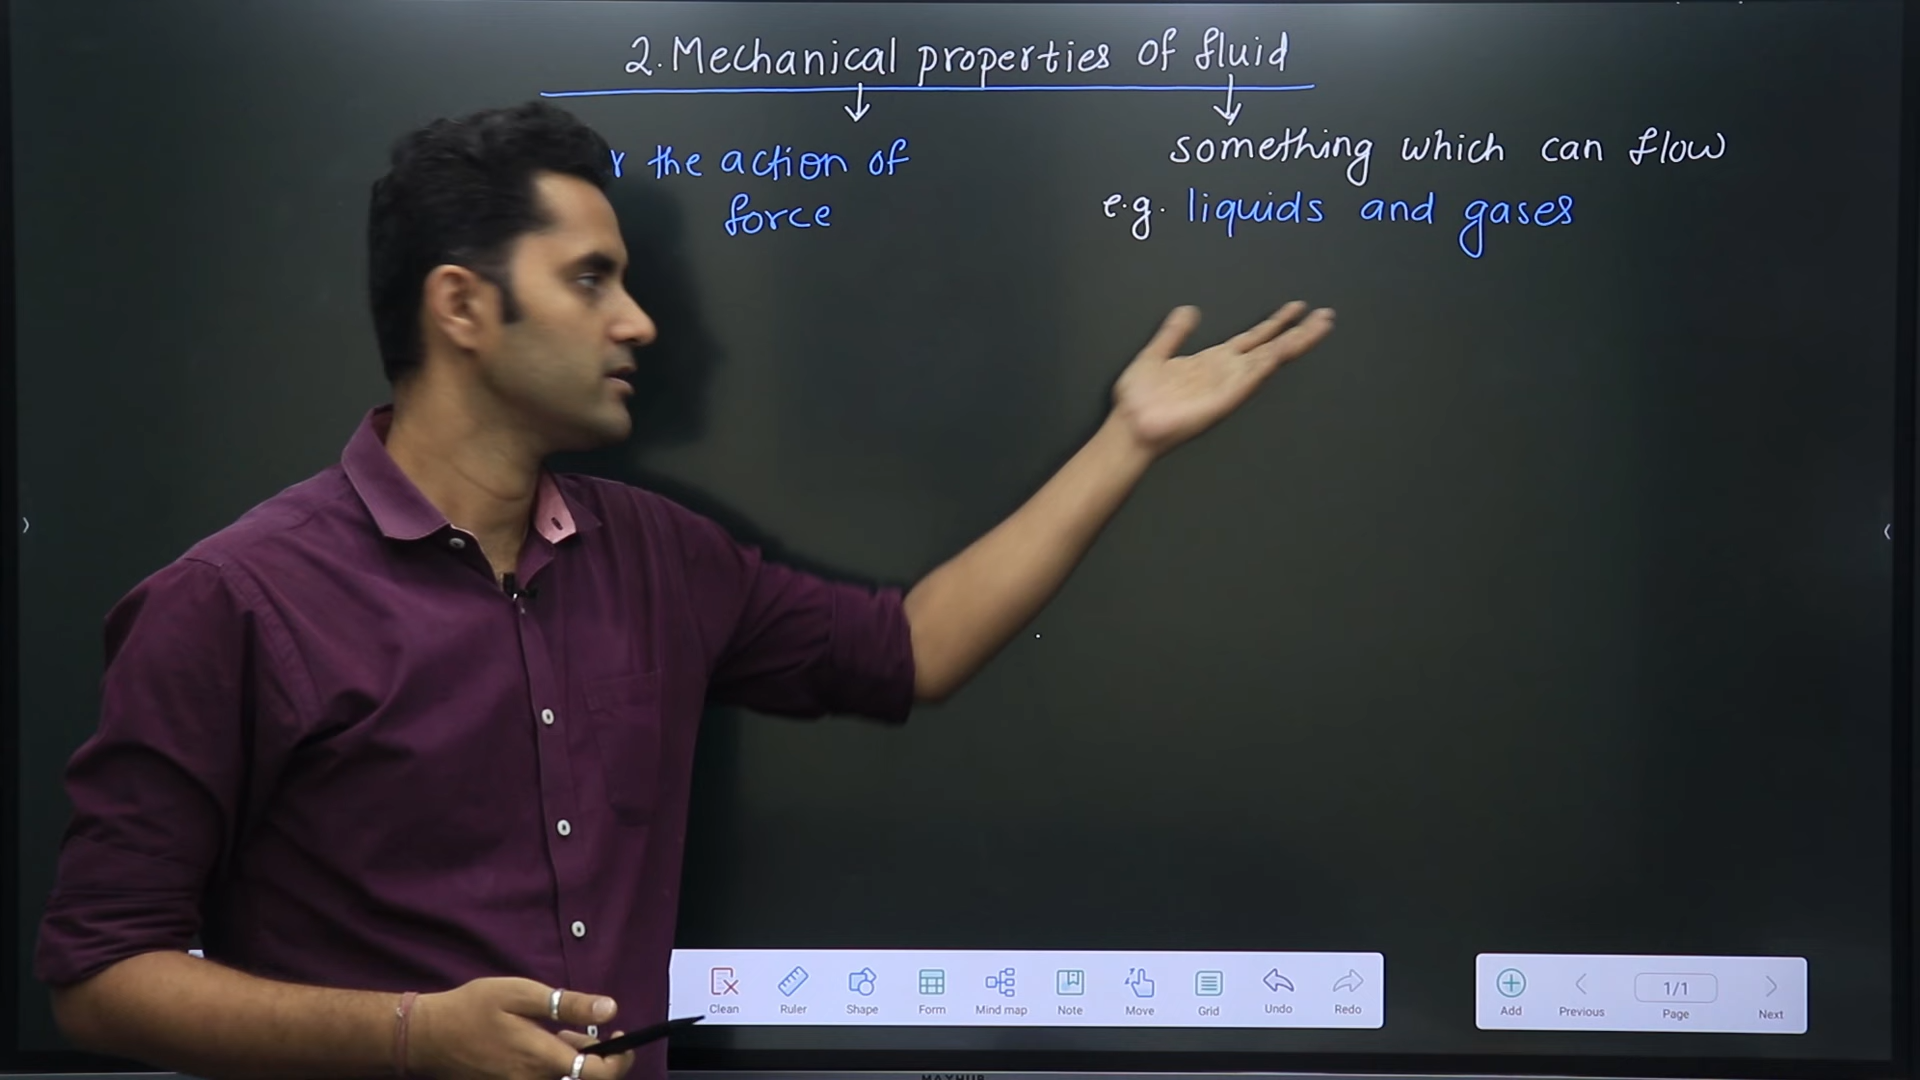 2. Mechanical properties of fluid
the action of
force
something which can flow
e.g. liquids and gases
Clean Ruler Shape Form Mind map Note Move Grid Undo Redo
Add Previous 1/1 Page Next